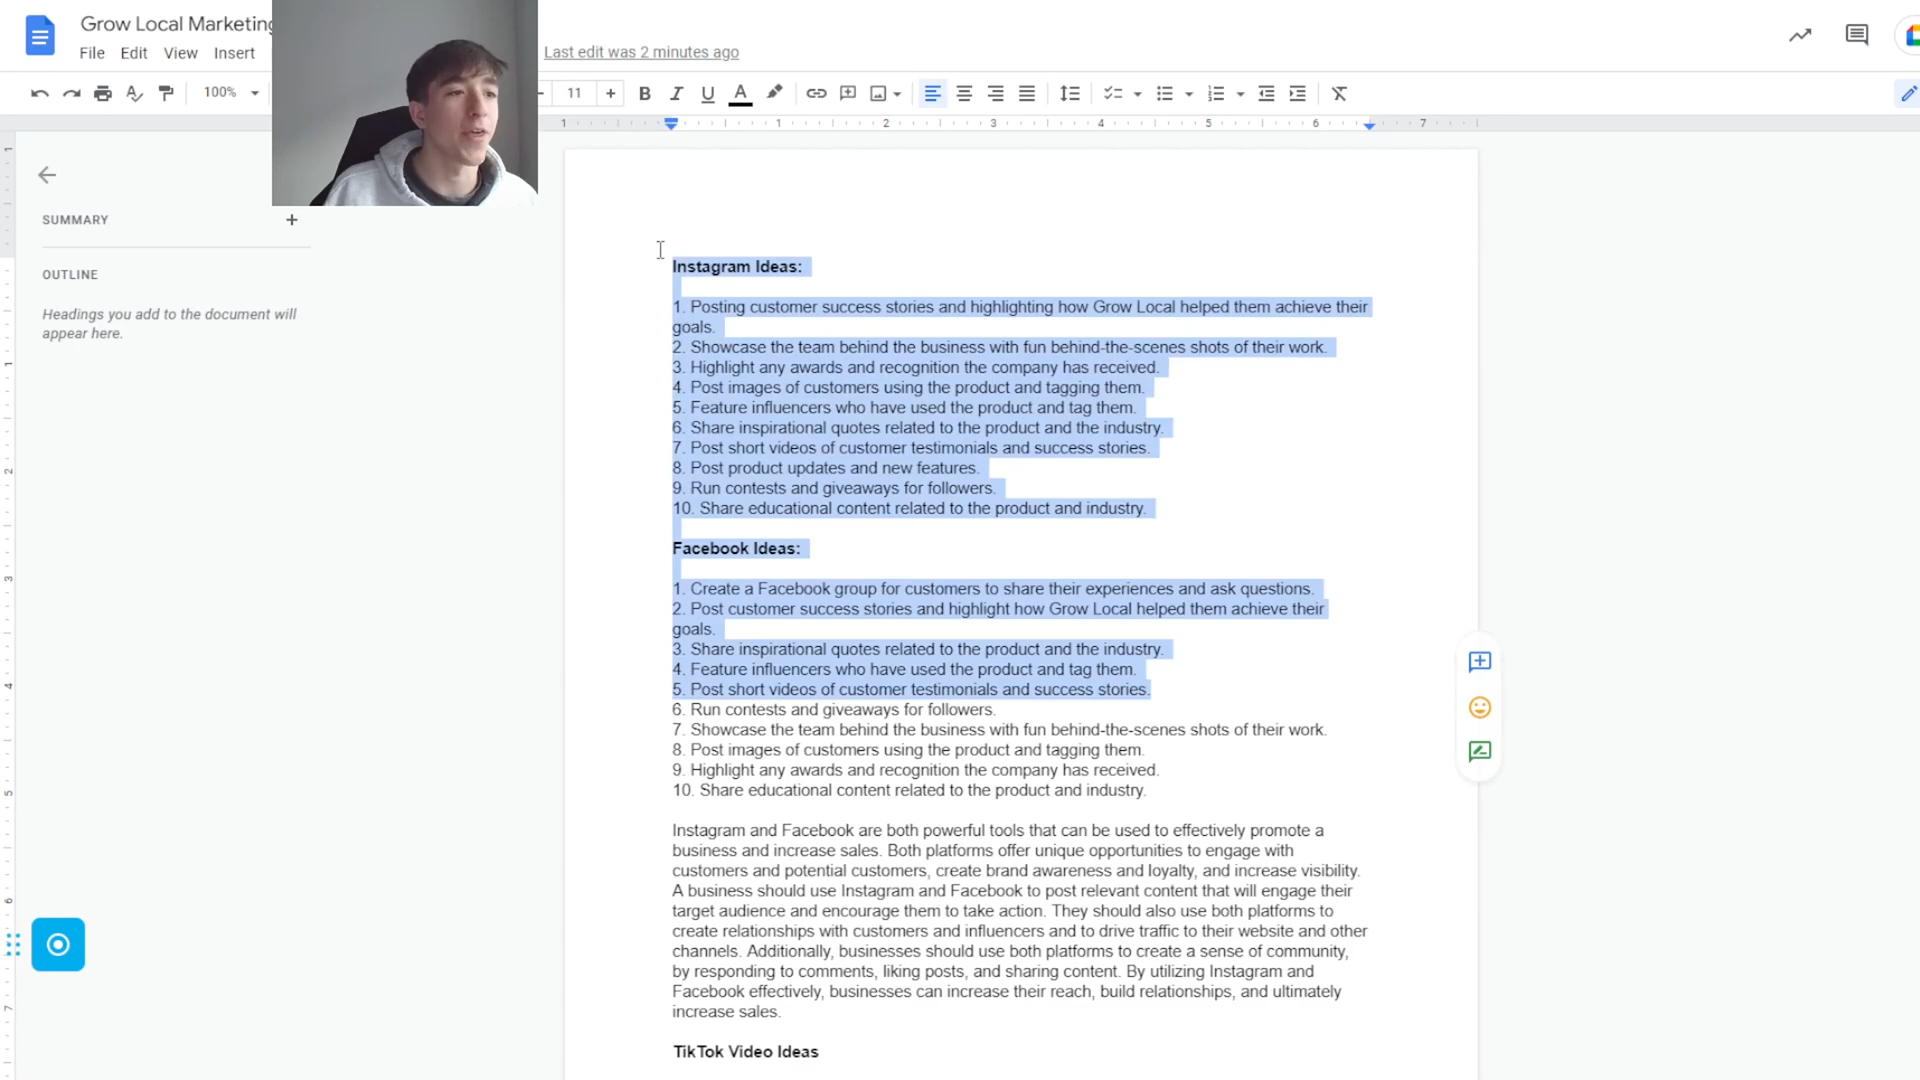 Grow Local Marketing
File Edit View Insert
Last edit was 2 minutes ago
100%
11
B I U A
1 1 2 3 4 5 6 7
1
1
2
3
4
5
6
7
SUMMARY
OUTLINE
Headings you add to the document will
appear here.
Instagram Ideas:
1. Posting customer success stories and highlighting how Grow Local helped them achieve their
goals.
2. Showcase the team behind the business with fun behind-the-scenes shots of their work.
3. Highlight any awards and recognition the company has received.
4. Post images of customers using the product and tagging them.
5. Feature influencers who have used the product and tag them.
6. Share inspirational quotes related to the product and the industry.
7. Post short videos of customer testimonials and success stories.
8. Post product updates and new features.
9. Run contests and giveaways for followers.
10. Share educational content related to the product and industry.
Facebook Ideas:
1. Create a Facebook group for customers to share their experiences and ask questions.
2. Post customer success stories and highlight how Grow Local helped them achieve their
goals.
3. Share inspirational quotes related to the product and the industry.
4. Feature influencers who have used the product and tag them.
5. Post short videos of customer testimonials and success stories.
6. Run contests and giveaways for followers.
7. Showcase the team behind the business with fun behind-the-scenes shots of their work.
8. Post images of customers using the product and tagging them.
9. Highlight any awards and recognition the company has received.
10. Share educational content related to the product and industry.
Instagram and Facebook are both powerful tools that can be used to effectively promote a
business and increase sales. Both platforms offer unique opportunities to engage with
customers and potential customers, create brand awareness and loyalty, and increase visibility.
A business should use Instagram and Facebook to post relevant content that will engage their
target audience and encourage them to take action. They should also use both platforms to
create relationships with customers and influencers and to drive traffic to their website and other
channels. Additionally, businesses should use both platforms to create a sense of community,
by responding to comments, liking posts, and sharing content. By utilizing Instagram and
Facebook effectively, businesses can increase their reach, build relationships, and ultimately
increase sales.
TikTok Video Ideas